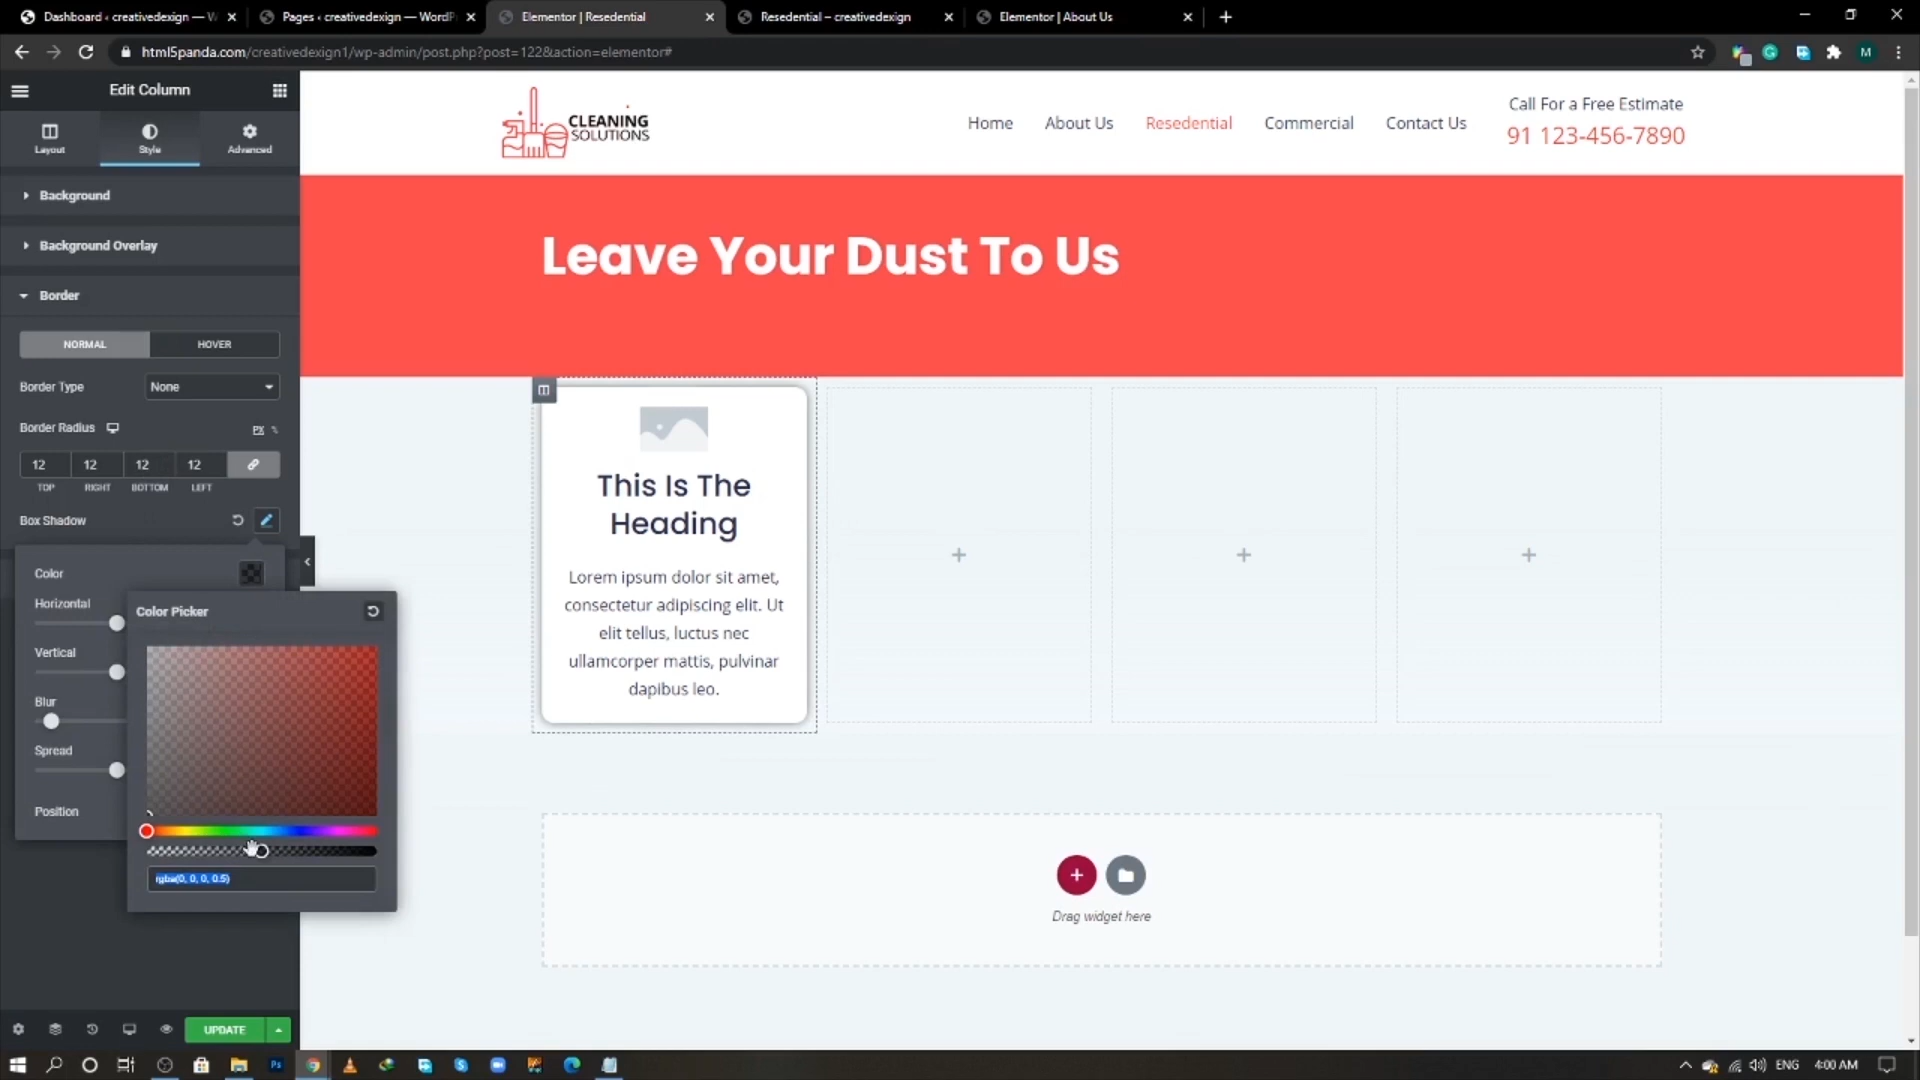 Dashboard ‹ creativedexign — W
Pages ‹ creativedexign — WordP
Elementor | Resedential
Resedential – creativedexign
Elementor | About Us
html5panda.com/creativedexign1/wp-admin/post.php?post=122&action=elementor#
M
Edit Column
Layout
Style
Advanced
Background
Background Overlay
Border
NORMAL
HOVER
Border Type
None
Border Radius
PX
%
12
12
12
12
TOP
RIGHT
BOTTOM
LEFT
Box Shadow
Color
Horizontal
Vertical
Blur
Spread
Position
Color Picker
rgba(0, 0, 0, 0.5)
UPDATE
CLEANING
SOLUTIONS
Home
About Us
Resedential
Commercial
Contact Us
Call For a Free Estimate
91 123-456-7890
Leave Your Dust To Us
This Is The
Heading
Lorem ipsum dolor sit amet,
consectetur adipiscing elit. Ut
elit tellus, luctus nec
ullamcorper mattis, pulvinar
dapibus leo.
Drag widget here
Ps
ENG
4:00 AM